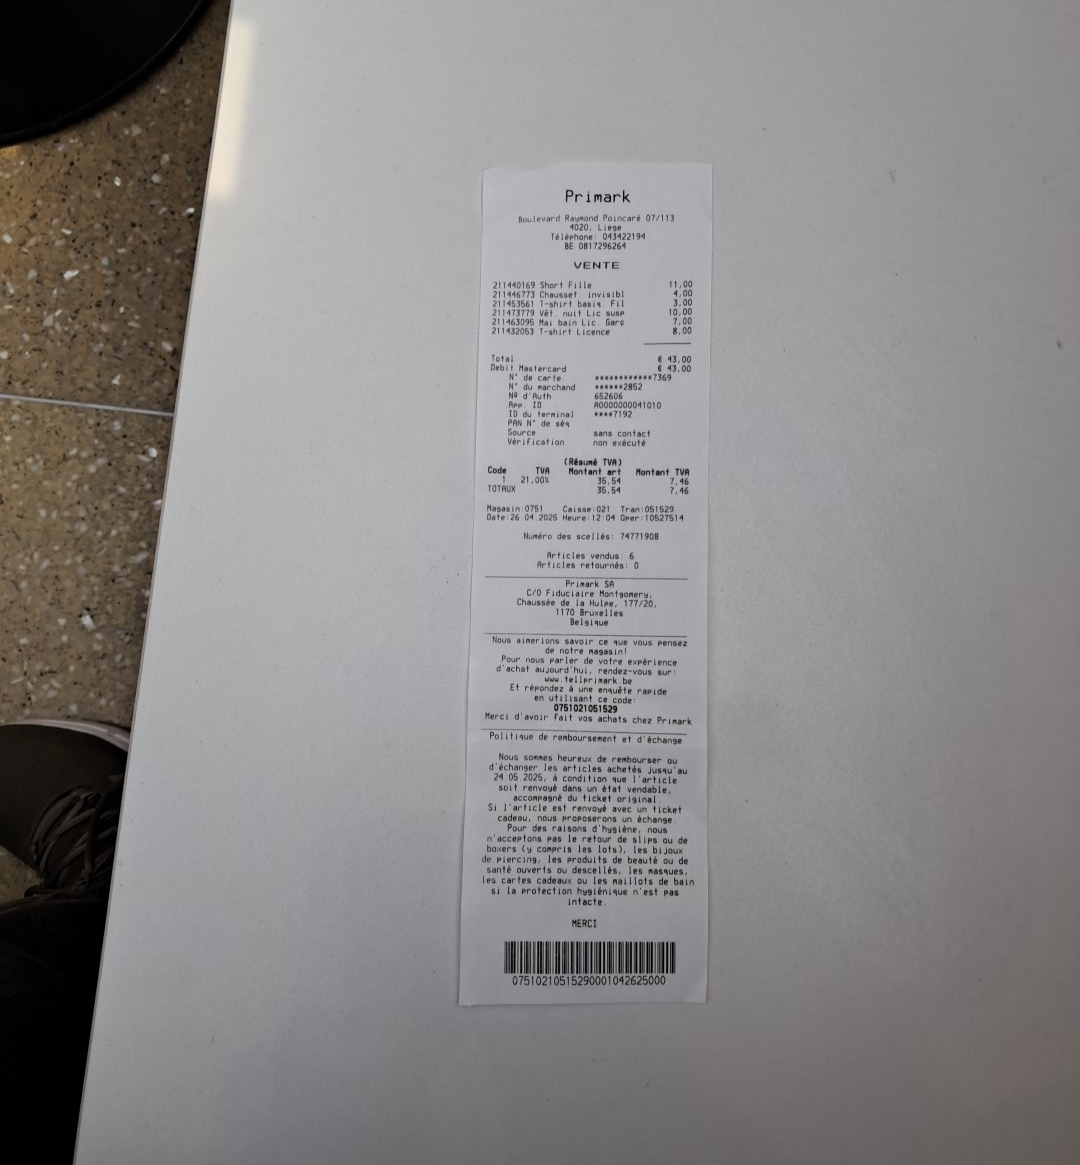 Primark
Boulevard Raymond Poincaré 07/113
4020, Liege
Téléphone: 043422194
BE 0817296264
VENTE
211440169 Short Fille 11,00
211446773 Chausset. invisibl 4,00
211453561 T-shirt basiq. Fil 3,00
211473779 Vêt. nuit Lic susp 10,00
211463095 Mai bain Lic. Garç 7,00
211432053 T-shirt Licence 8,00
Total € 43,00
Debit Mastercard € 43,00
N° de carte. ************7369
N° du marchand ******2852
Nº d'Auth 652606
App. ID A0000000041010
ID du terminal ****7192
PAN N° de séq
Source sans contact
Vérification non exécuté
(Résumé TVA)
Code TVA Montant art Montant TVA
1 21,00% 35,54 7,46
TOTAUX 35,54 7,46
Magasin:0751 Caisse:021 Tran:051529
Date:26.04.2025 Heure:12:04 Oper:10527514
Numéro des scellés: 74771908
Articles vendus: 6
Articles retournés: 0
Primark SA
C/O Fiduciaire Montgomery,
Chaussée de la Hulpe, 177/20,
1170 Bruxelles
Belgique
Nous aimerions savoir ce que vous pensez
de notre magasin!
Pour nous parler de votre expérience
d'achat aujourd'hui, rendez-vous sur:
www.tellprimark.be
Et répondez à une enquête rapide
en utilisant ce code:
0751021051529
Merci d'avoir fait vos achats chez Primark
Politique de remboursement et d'échange
Nous sommes heureux de rembourser ou
d'échanger les articles achetés jusqu'au
24.05.2025, à condition que l'article
soit renvoyé dans un état vendable,
accompagné du ticket original.
Si l'article est renvoyé avec un ticket
cadeau, nous proposerons un échange.
Pour des raisons d'hygiène, nous
n'acceptons pas le retour de slips ou de
boxers (y compris les lots), les bijoux
de piercing, les produits de beauté ou de
santé ouverts ou descellés, les masques,
les cartes cadeaux ou les maillots de bain
si la protection hygiénique n'est pas
intacte.
MERCI
07510210515290001042625000